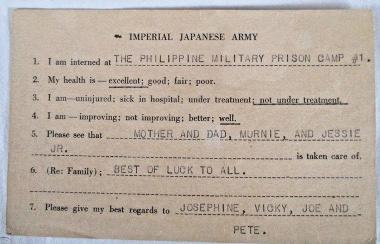 IMPERIAL JAPANESE ARMY
1. I am interned at THE PHILIPPINE MILITARY PRISON CAMP #1.
2. My health is — excellent; good; fair; poor.
3. I am—uninjured; sick in hospital; under treatment; not under treatment.
4. I am — improving; not improving; better; well.
5. Please see that MOTHER AND DAD, MURNIE, AND JESSIE
JR. is taken care of.
6. (Re: Family); BEST OF LUCK TO ALL.
7. Please give my best regards to JOSEPHINE, VICKY, JOE AND
PETE.